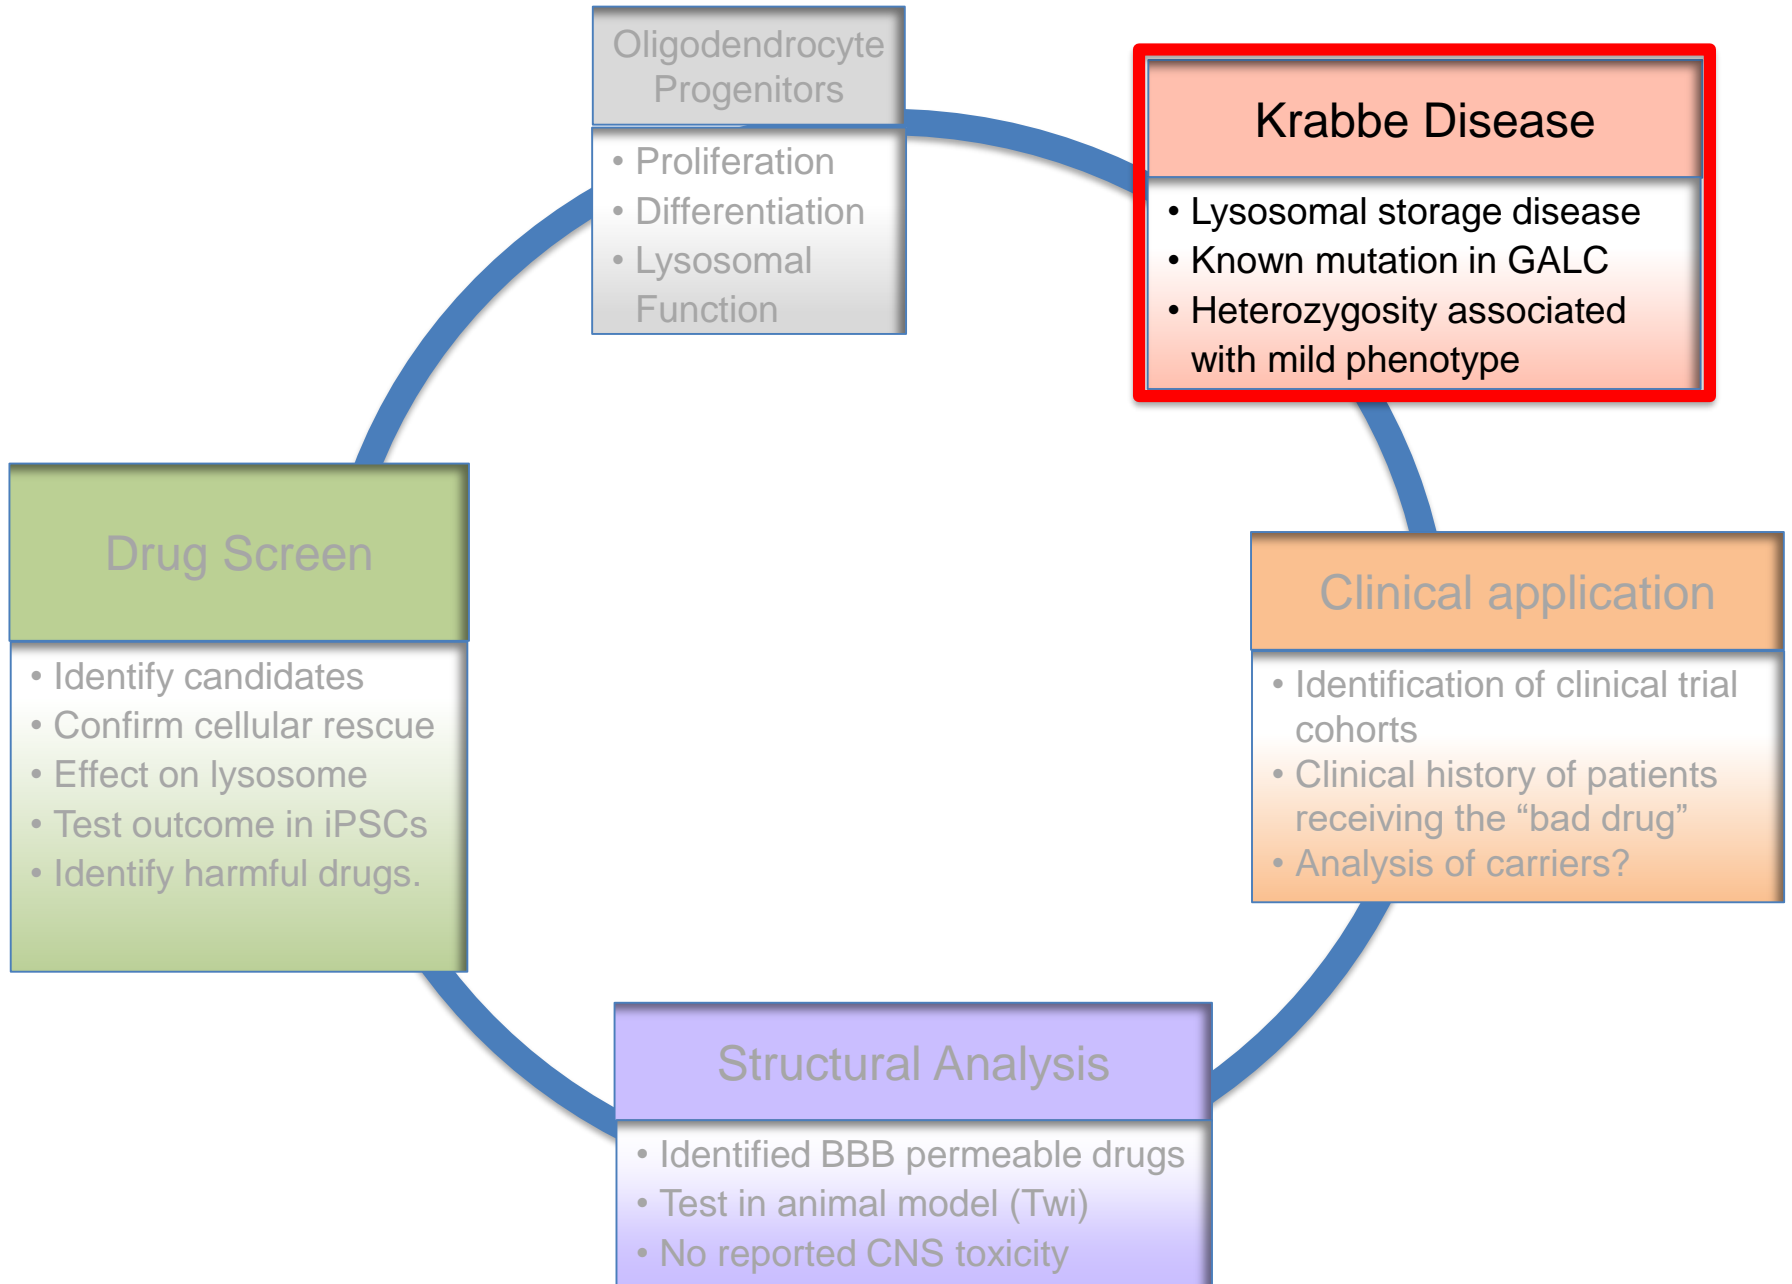 Oligodendrocyte
Progenitors
• Proliferation
• Differentiation
• Lysosomal
Function
Krabbe Disease
• Lysosomal storage disease
• Known mutation in GALC
• Heterozygosity associated
with mild phenotype
Drug Screen
• Identify candidates
• Confirm cellular rescue
• Effect on lysosome
• Test outcome in iPSCs
• Identify harmful drugs.
Clinical application
• Identification of clinical trial
cohorts
• Clinical history of patients
receiving the “bad drug”
• Analysis of carriers?
Structural Analysis
• Identified BBB permeable drugs
• Test in animal model (Twi)
• No reported CNS toxicity